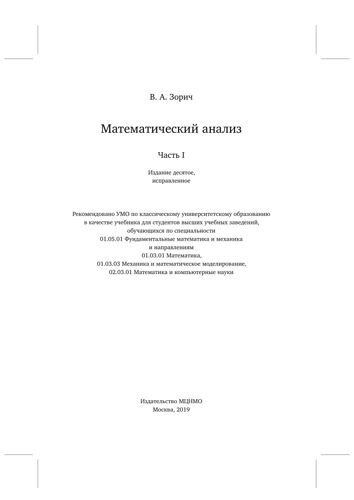 В. А. Зорич
Математический анализ
Часть I
Издание десятое,
исправленное
Рекомендовано УМО по классическому университетскому образованию
в качестве учебника для студентов высших учебных заведений,
обучающихся по специальности
01.05.01 Фундаментальные математика и механика
и направлениям
01.03.01 Математика,
01.03.03 Механика и математическое моделирование,
02.03.01 Математика и компьютерные науки
Издательство МЦНМО
Москва, 2019